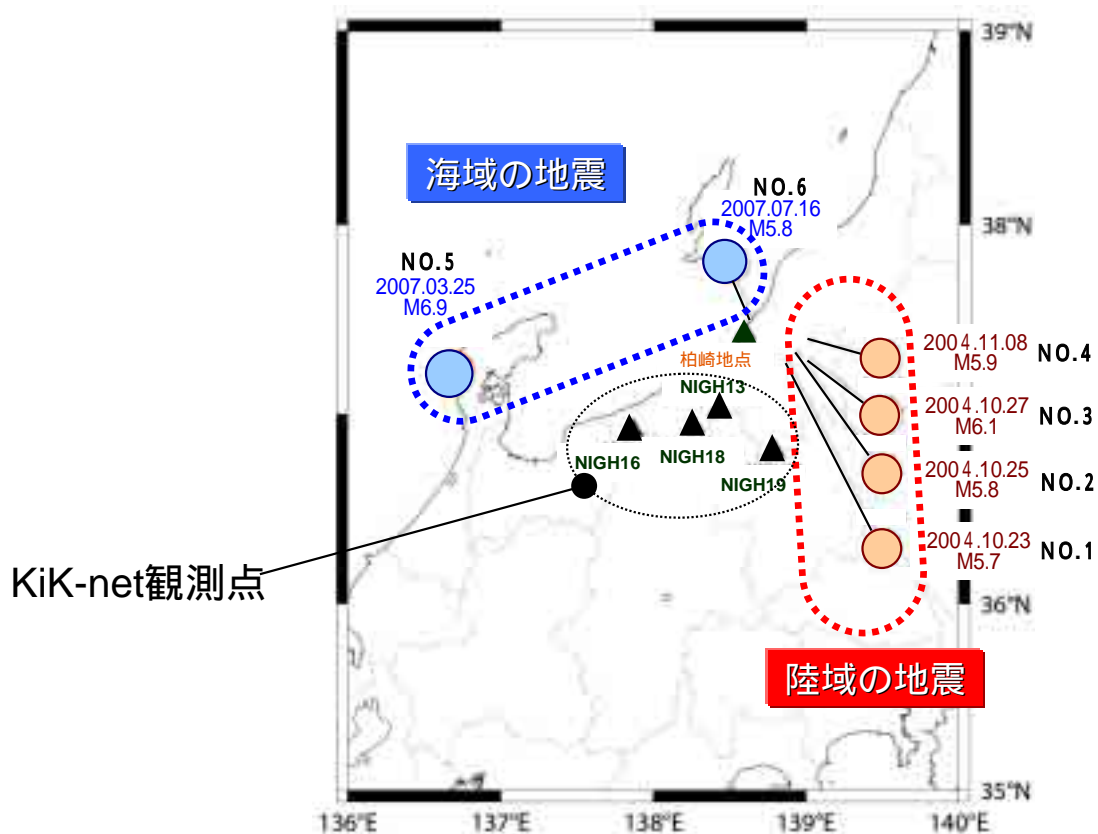 39°N
海域の地震
NO.6
2007.07.16
M5.8
38°N
NO.5
2007.03.25
M6.9
2004.11.08
M5.9
NO.4
柏崎地点
NIGH13
2004.10.27
M6.1
NO.3
NIGH16
NIGH18
NIGH19
2004.10.25
M5.8
NO.2
2004.10.23
M5.7
NO.1
KiK-net観測点
36°N
陸域の地震
35°N
136°E
137°E
138°E
139°E
140°E